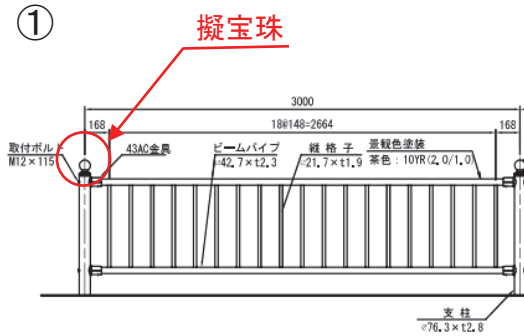 ①
擬宝珠
3000
168
18@148=2664
168
取付ボルト
M12×115
43AC金具
ビームパイプ
⌀42.7×t2.3
縦格子
⌀21.7×t1.9
景観色塗装
茶色：10YR(2.0/1.0)
支柱
⌀76.3×t2.8